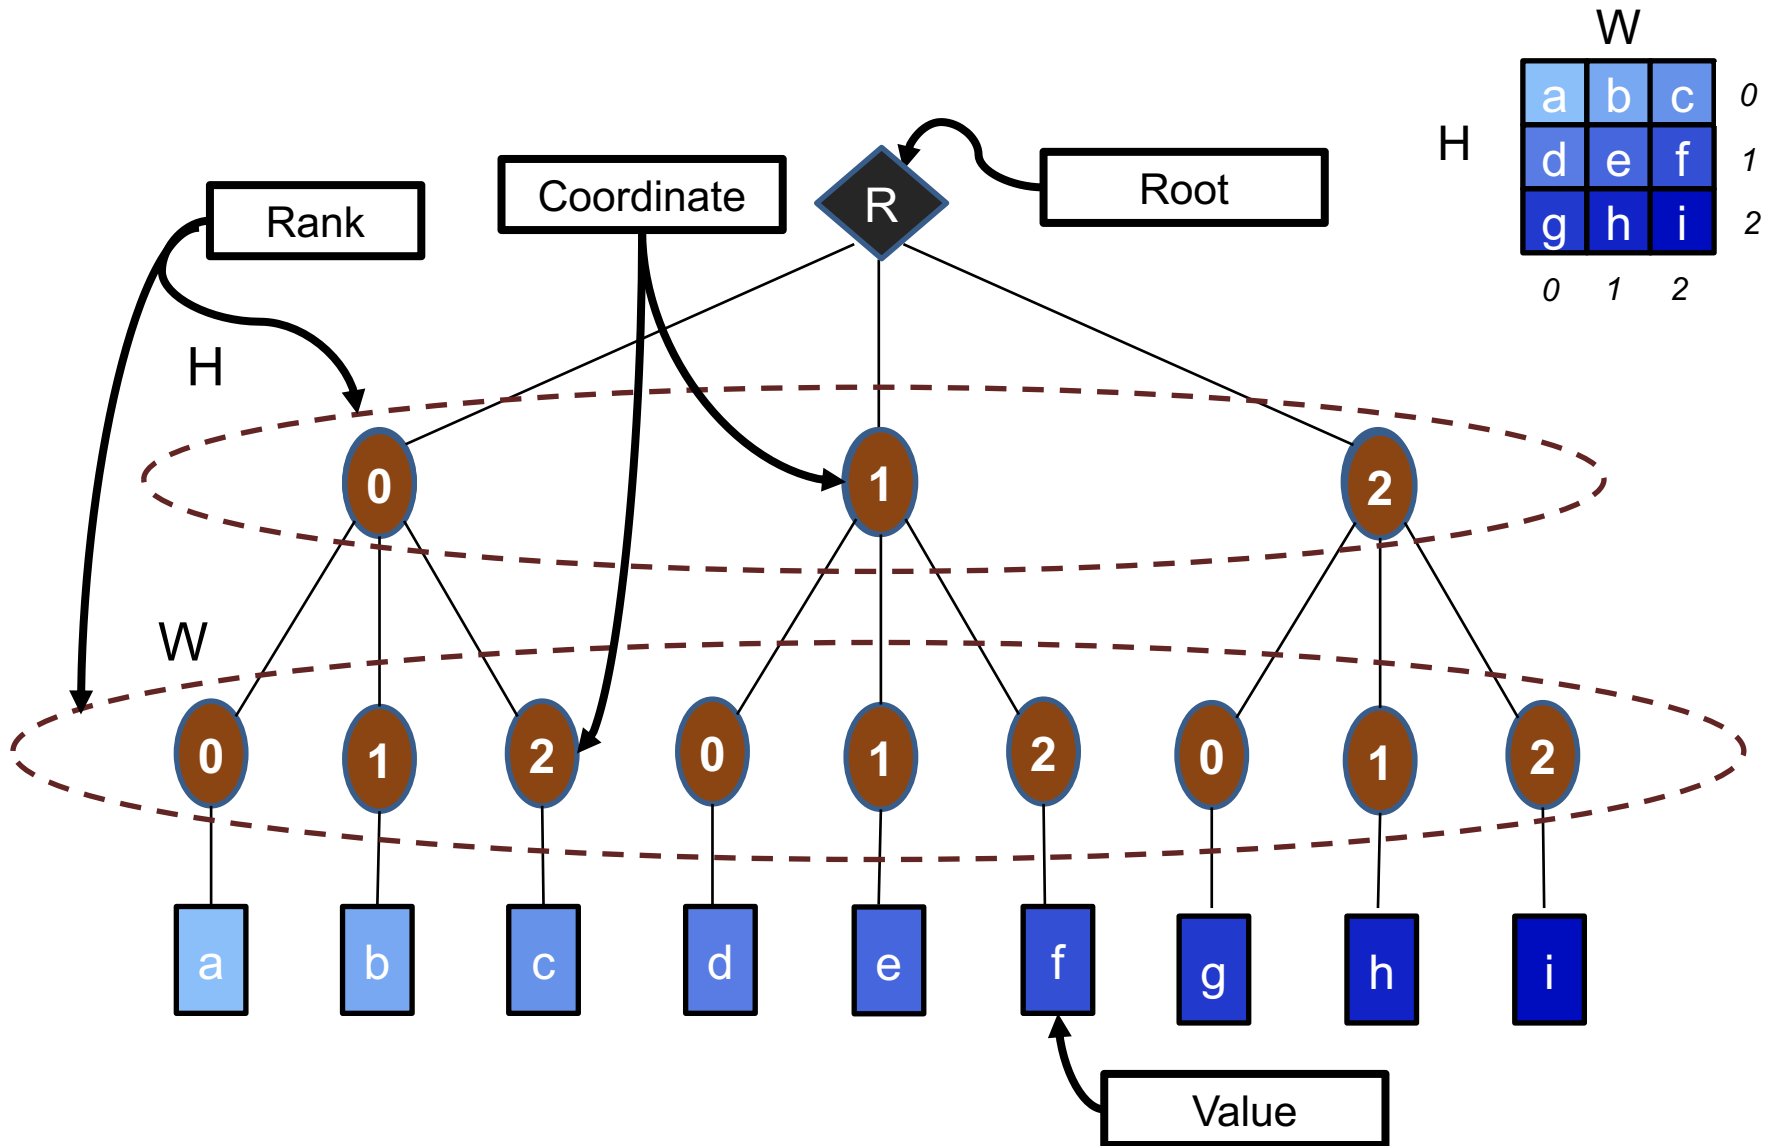 W
a b c 0
H
d e f 1
g h i 2
0 1 2
Rank
Coordinate
R
Root
H
0 1 2
W
0 1 2 0 1 2 0 1 2
a b c d e f g h i
Value